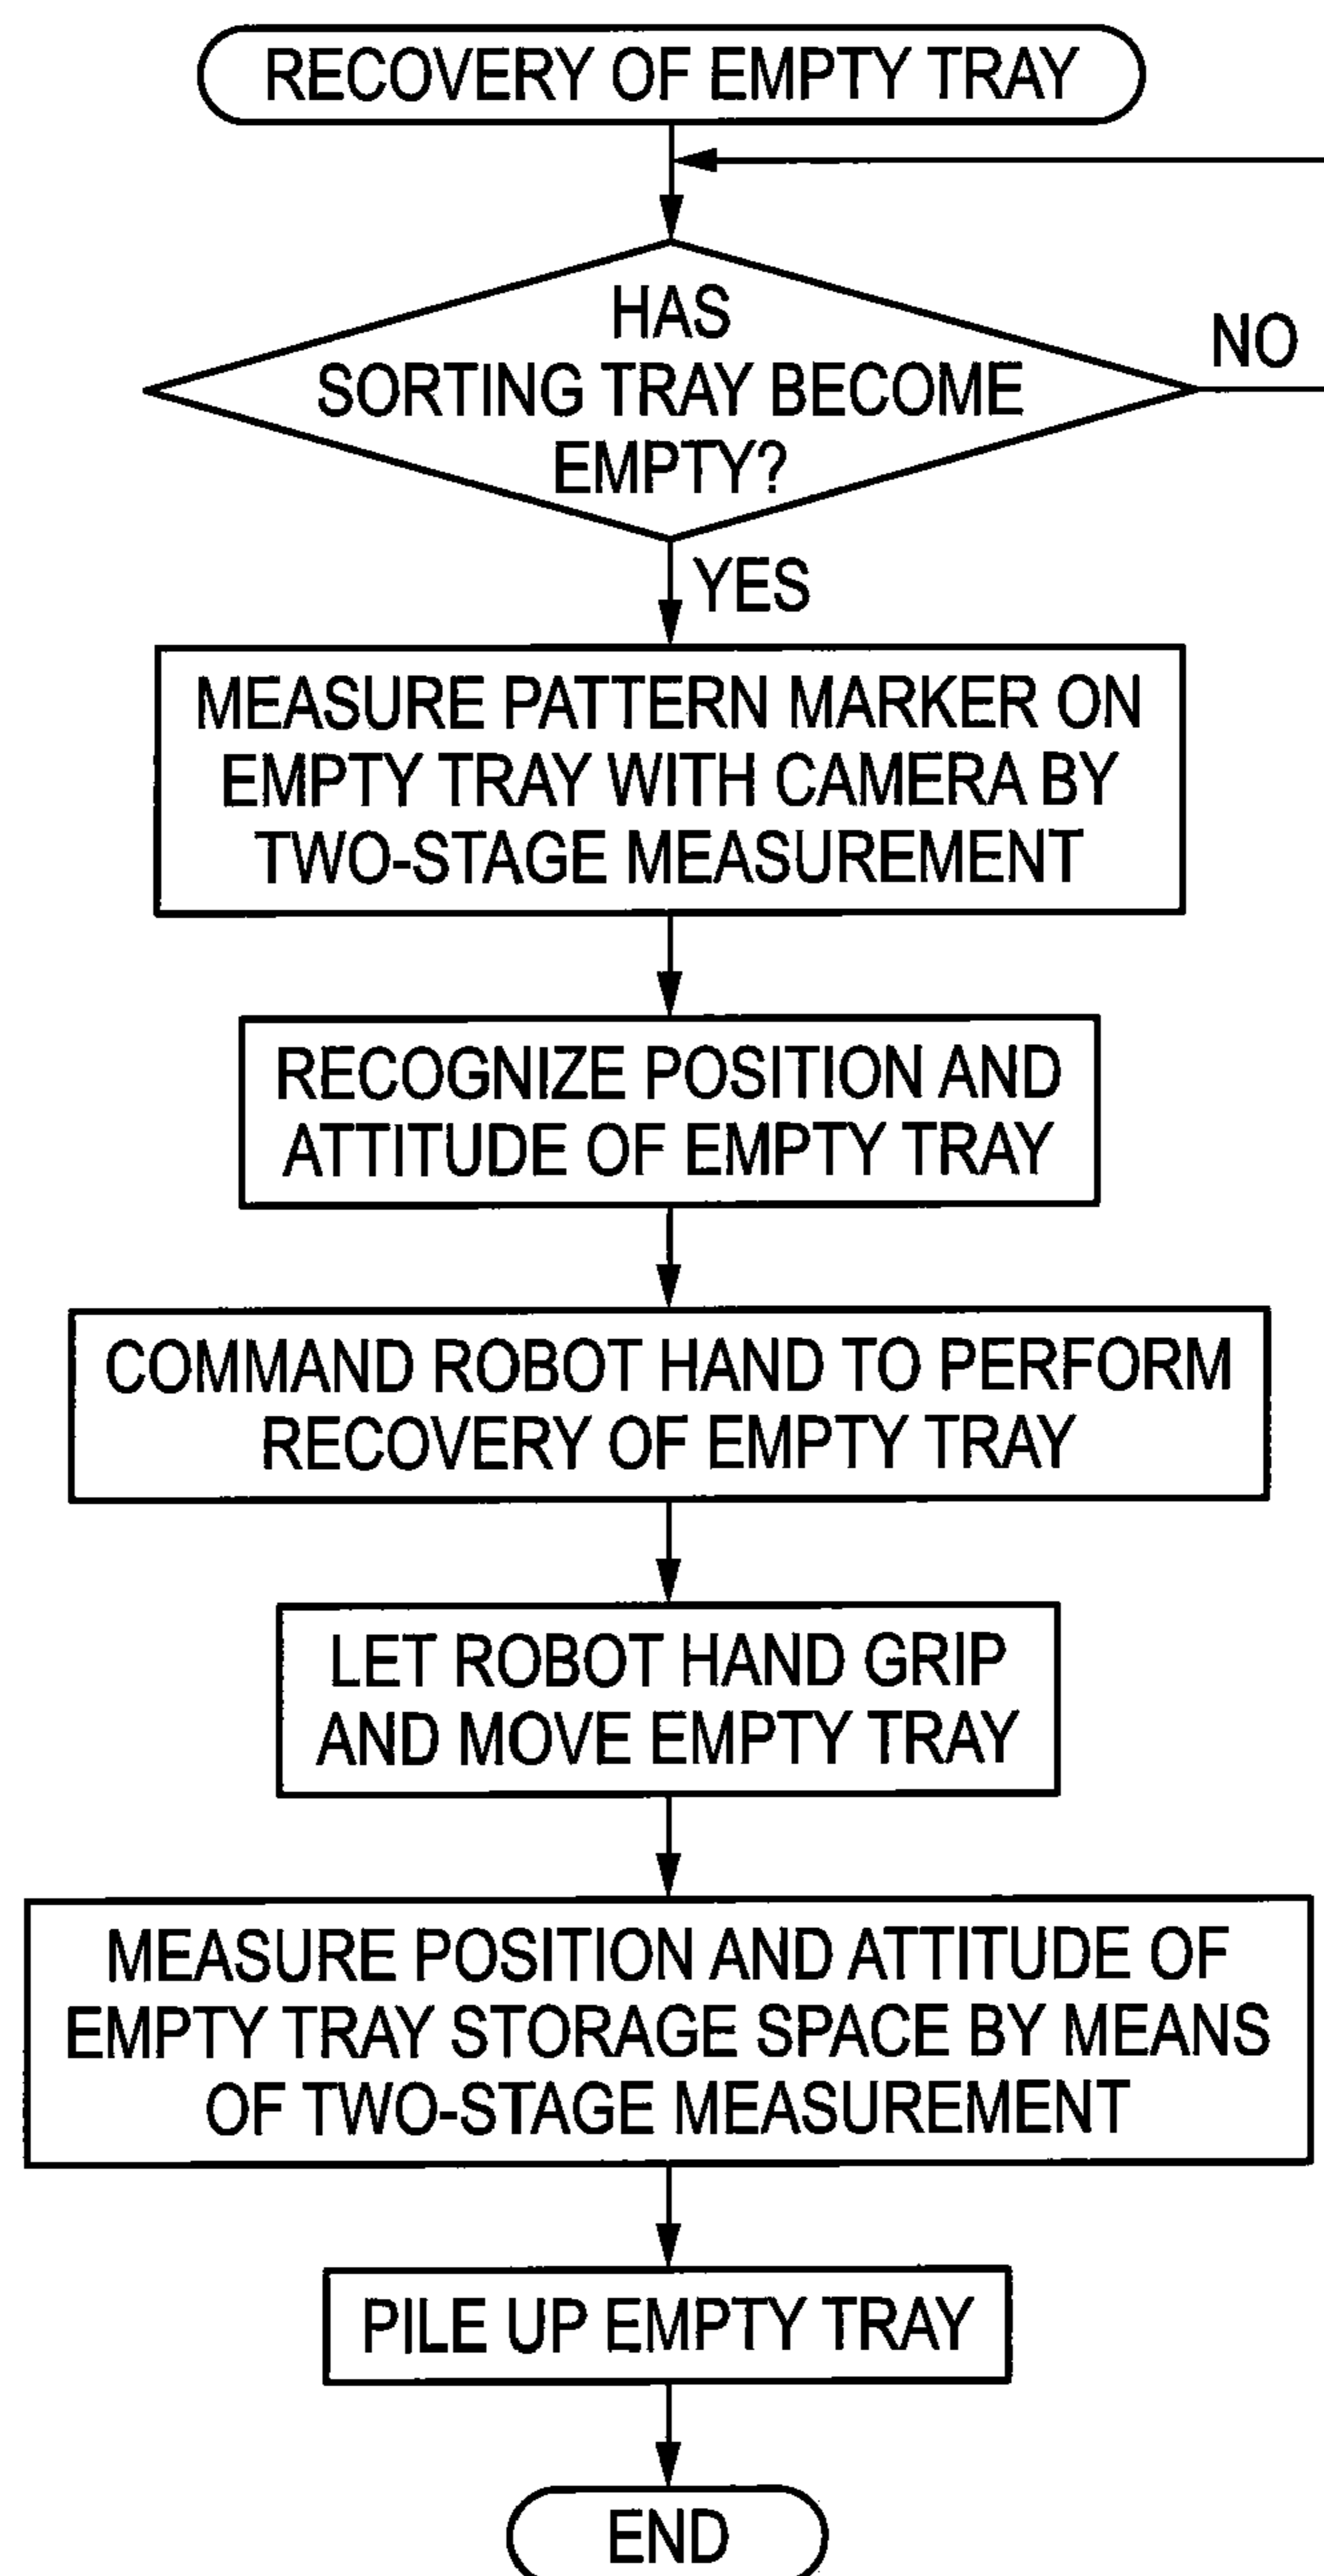 RECOVERY OF EMPTY TRAY
HAS
SORTING TRAY BECOME
EMPTY?
NO
YES
MEASURE PATTERN MARKER ON
EMPTY TRAY WITH CAMERA BY
TWO-STAGE MEASUREMENT
RECOGNIZE POSITION AND
ATTITUDE OF EMPTY TRAY
COMMAND ROBOT HAND TO PERFORM
RECOVERY OF EMPTY TRAY
LET ROBOT HAND GRIP
AND MOVE EMPTY TRAY
MEASURE POSITION AND ATTITUDE OF
EMPTY TRAY STORAGE SPACE BY MEANS
OF TWO-STAGE MEASUREMENT
PILE UP EMPTY TRAY
END